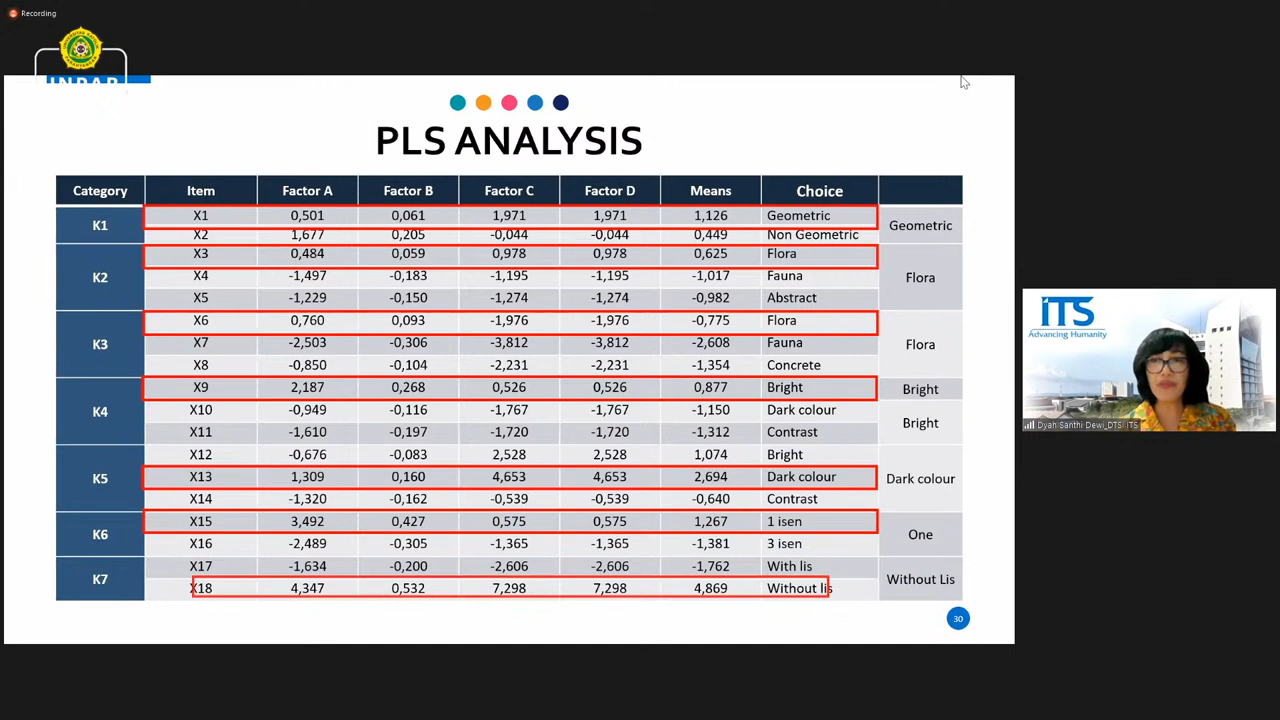 Recording
UNPAR
PLS ANALYSIS
Category Item Factor A Factor B Factor C Factor D Means Choice
K1 X1 0,501 0,061 1,971 1,971 1,126 Geometric Geometric
X2 1,677 0,205 -0,044 -0,044 0,449 Non Geometric
K2 X3 0,484 0,059 0,978 0,978 0,625 Flora Flora
X4 -1,497 -0,183 -1,195 -1,195 -1,017 Fauna
X5 -1,229 -0,150 -1,274 -1,274 -0,982 Abstract
K3 X6 0,760 0,093 -1,976 -1,976 -0,775 Flora Flora
X7 -2,503 -0,306 -3,812 -3,812 -2,608 Fauna
X8 -0,850 -0,104 -2,231 -2,231 -1,354 Concrete
K4 X9 2,187 0,268 0,526 0,526 0,877 Bright Bright
X10 -0,949 -0,116 -1,767 -1,767 -1,150 Dark colour Bright
X11 -1,610 -0,197 -1,720 -1,720 -1,312 Contrast
K5 X12 -0,676 -0,083 2,528 2,528 1,074 Bright Dark colour
X13 1,309 0,160 4,653 4,653 2,694 Dark colour
X14 -1,320 -0,162 -0,539 -0,539 -0,640 Contrast
K6 X15 3,492 0,427 0,575 0,575 1,267 1 isen One
X16 -2,489 -0,305 -1,365 -1,365 -1,381 3 isen
K7 X17 -1,634 -0,200 -2,606 -2,606 -1,762 With lis Without Lis
X18 4,347 0,532 7,298 7,298 4,869 Without lis
30
iTS
Advancing Humanity
Dyah Santhi Dewi_DTSI ITS